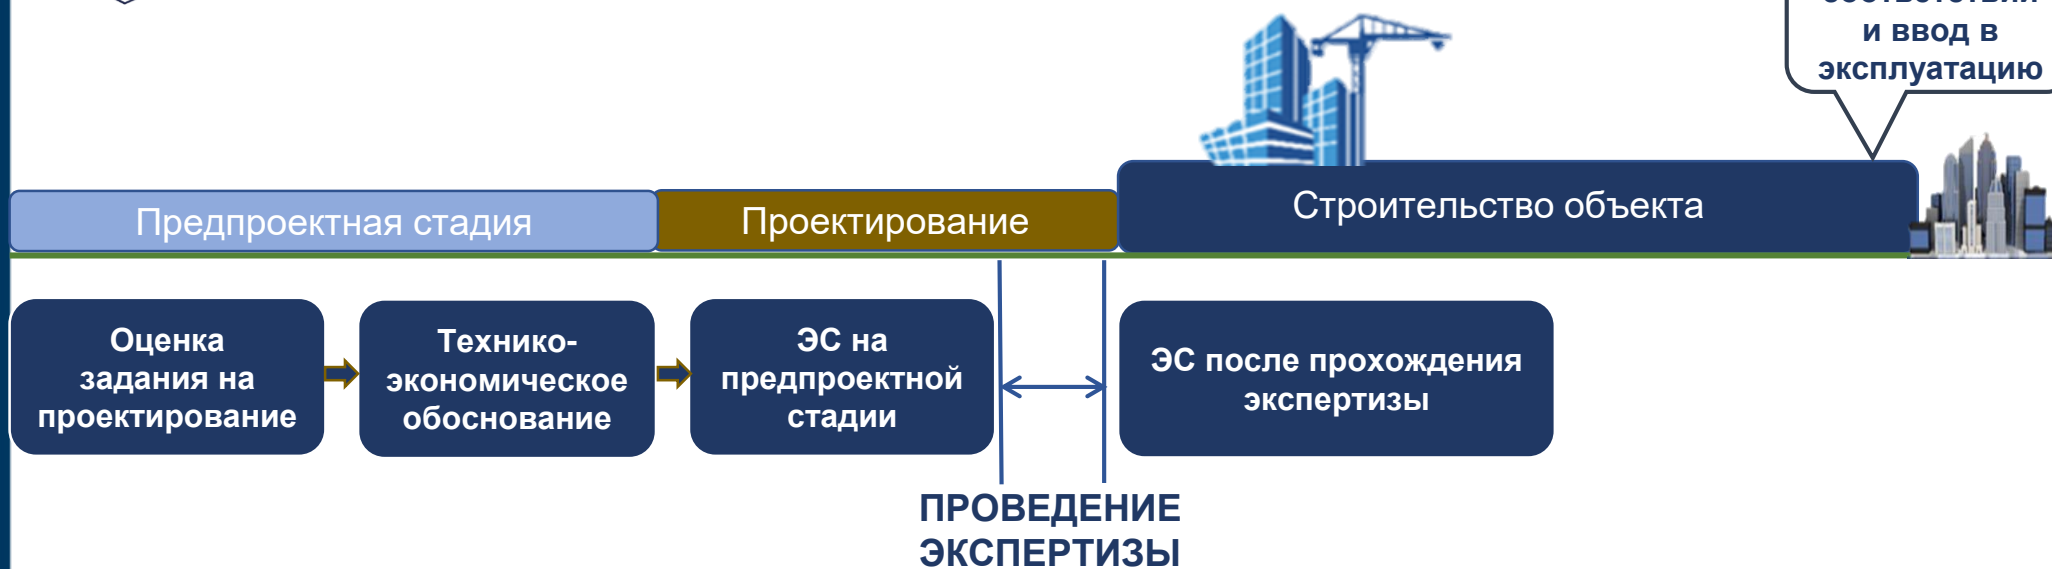 и ввод в
эксплуатацию
Предпроектная стадия
Проектирование
Строительство объекта
Оценка
задания на
проектирование
Технико-
экономическое
обоснование
ЭС на
предпроектной
стадии
ЭС после прохождения
экспертизы
ПРОВЕДЕНИЕ
ЭКСПЕРТИЗЫ